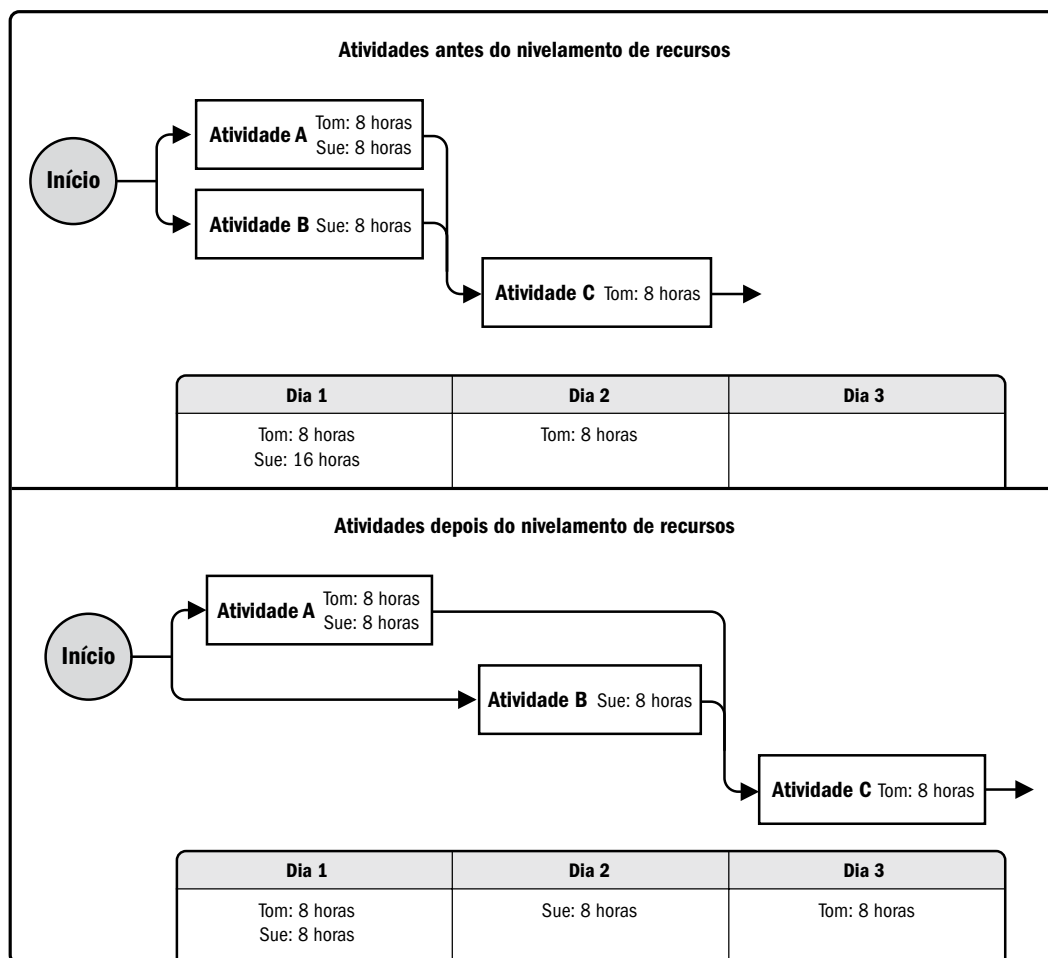 Atividades antes do nivelamento de recursos
Início
Atividade A Tom: 8 horas
Sue: 8 horas
Atividade B Sue: 8 horas
Atividade C Tom: 8 horas
Dia 1 Dia 2 Dia 3
Tom: 8 horas Tom: 8 horas
Sue: 16 horas
Atividades depois do nivelamento de recursos
Início
Atividade A Tom: 8 horas
Sue: 8 horas
Atividade B Sue: 8 horas
Atividade C Tom: 8 horas
Dia 1 Dia 2 Dia 3
Tom: 8 horas Sue: 8 horas Tom: 8 horas
Sue: 8 horas